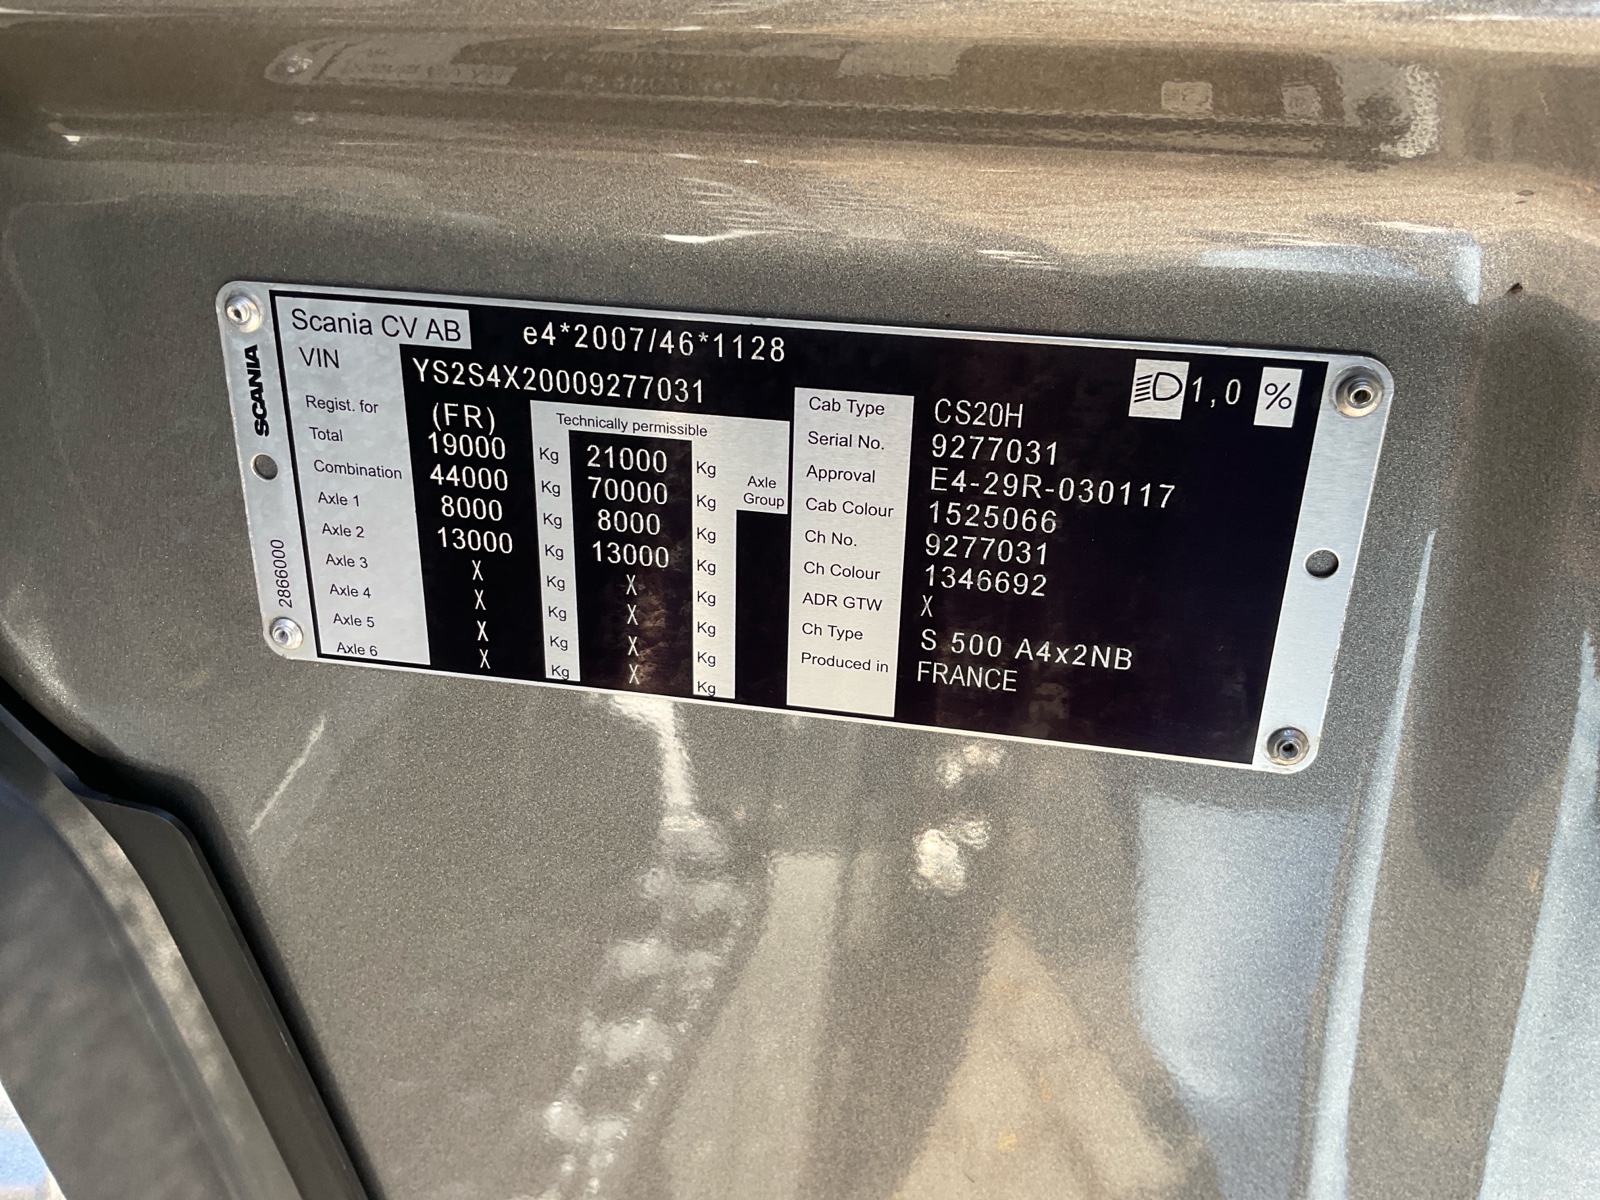 Scania CV AB e4*2007/46*1128
VIN YS2S4X20009277031
1,0 %
SCANIA
2866000
Regist. for (FR) Technically permissible
Total 19000 Kg 21000 Kg
Combination 44000 Kg 70000 Kg Axle Group
Axle 1 8000 Kg 8000 Kg
Axle 2 13000 Kg 13000 Kg
Axle 3 X Kg X Kg
Axle 4 X Kg X Kg
Axle 5 X Kg X Kg
Axle 6 X Kg X Kg
Cab Type CS20H
Serial No. 9277031
Approval E4-29R-030117
Cab Colour 1525066
Ch No. 9277031
Ch Colour 1346692
ADR GTW X
Ch Type S 500 A4x2NB
Produced in FRANCE